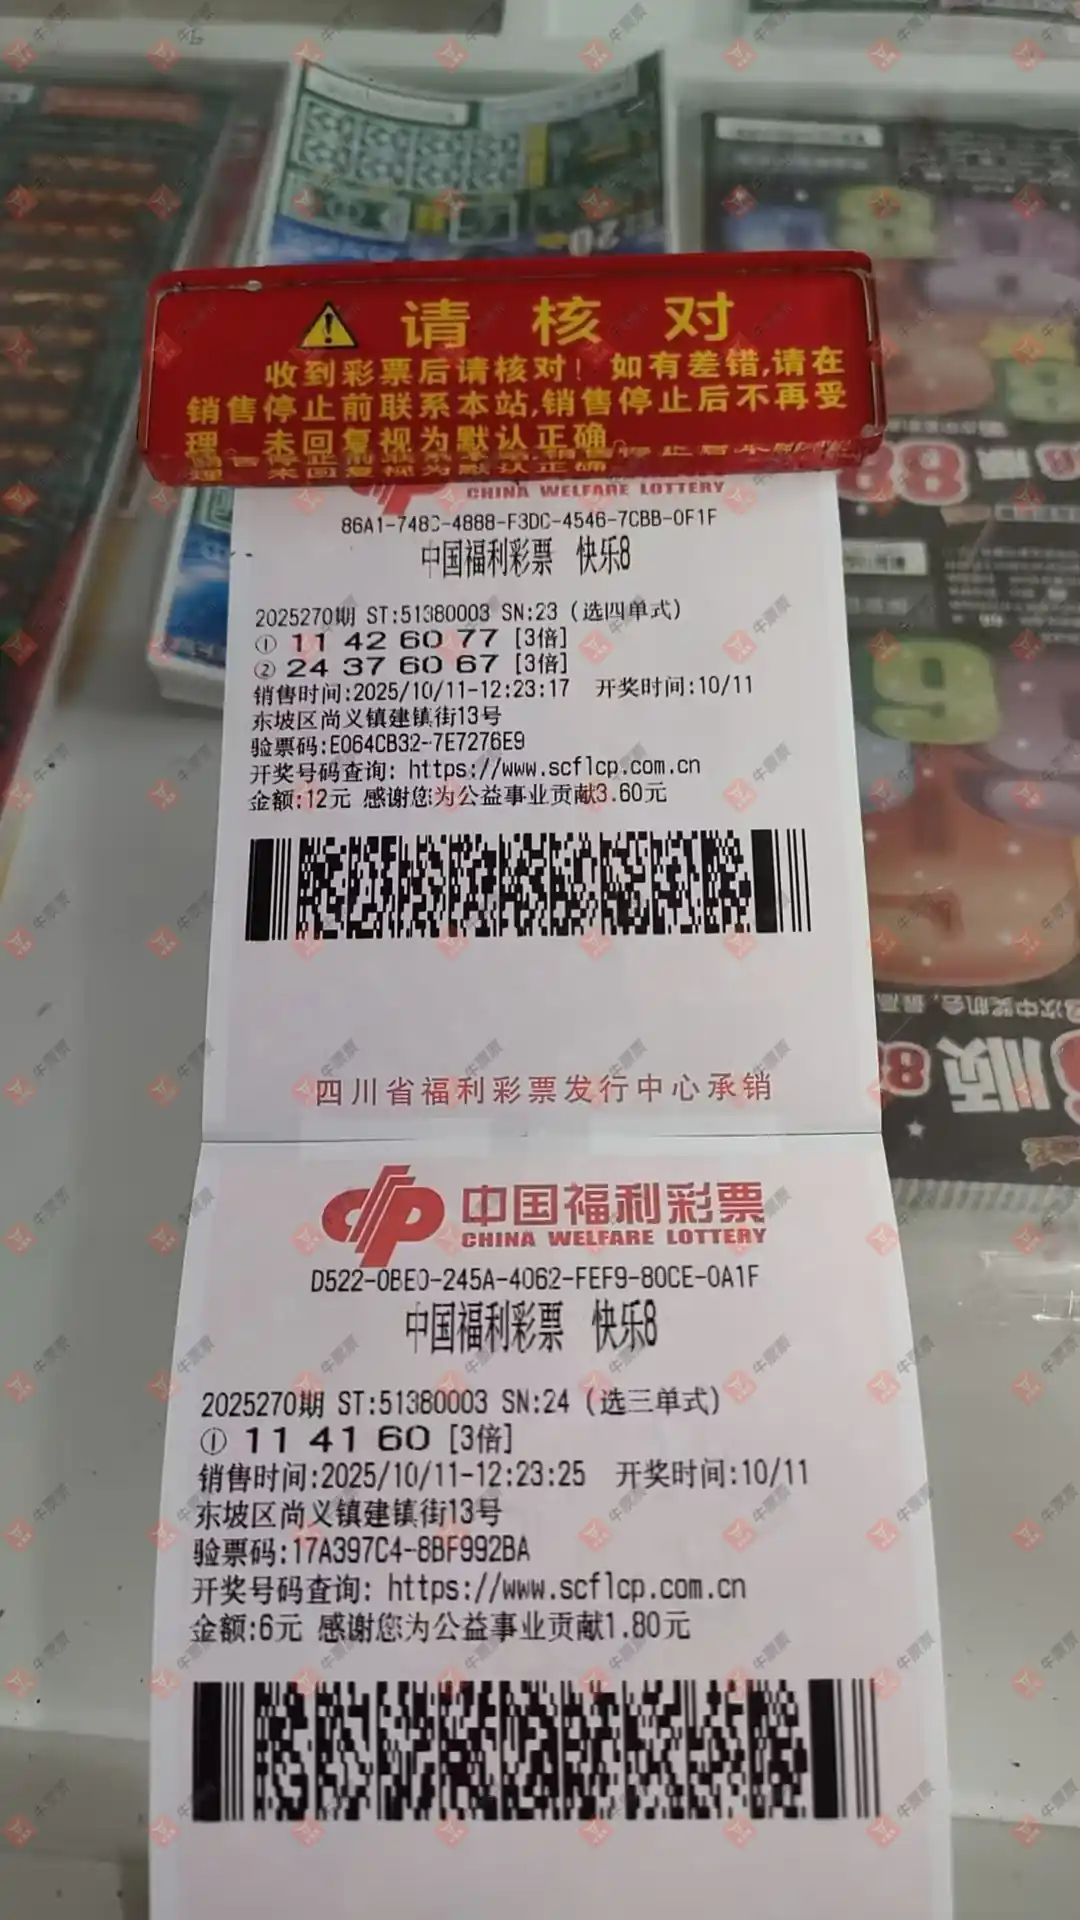 请核对
收到彩票后请核对！如有差错,请在
销售停止前联系本站,销售停止后不再受
理 未回复视为默认正确。
CHINA WELFARE LOTTERY
86A1-748C-4888-F3DC-4546-7CBB-0F1F
中国福利彩票 快乐8
2025270期 ST:51380003 SN:23 (选四单式)
① 11 42 60 77 [3倍]
② 24 37 60 67 [3倍]
销售时间:2025/10/11-12:23:17 开奖时间:10/11
东坡区尚义镇建镇街13号
验票码:E064CB32-7E7276E9
开奖号码查询: https://www.scflcp.com.cn
金额:12元 感谢您为公益事业贡献3.60元
四川省福利彩票发行中心承销
中国福利彩票
CHINA WELFARE LOTTERY
D522-0BE0-245A-4062-FEF9-80CE-0A1F
中国福利彩票 快乐8
2025270期 ST:51380003 SN:24 (选三单式)
① 11 41 60 [3倍]
销售时间:2025/10/11-12:23:25 开奖时间:10/11
东坡区尚义镇建镇街13号
验票码:17A397C4-8BF992BA
开奖号码查询: https://www.scflcp.com.cn
金额:6元 感谢您为公益事业贡献1.80元
牛票票